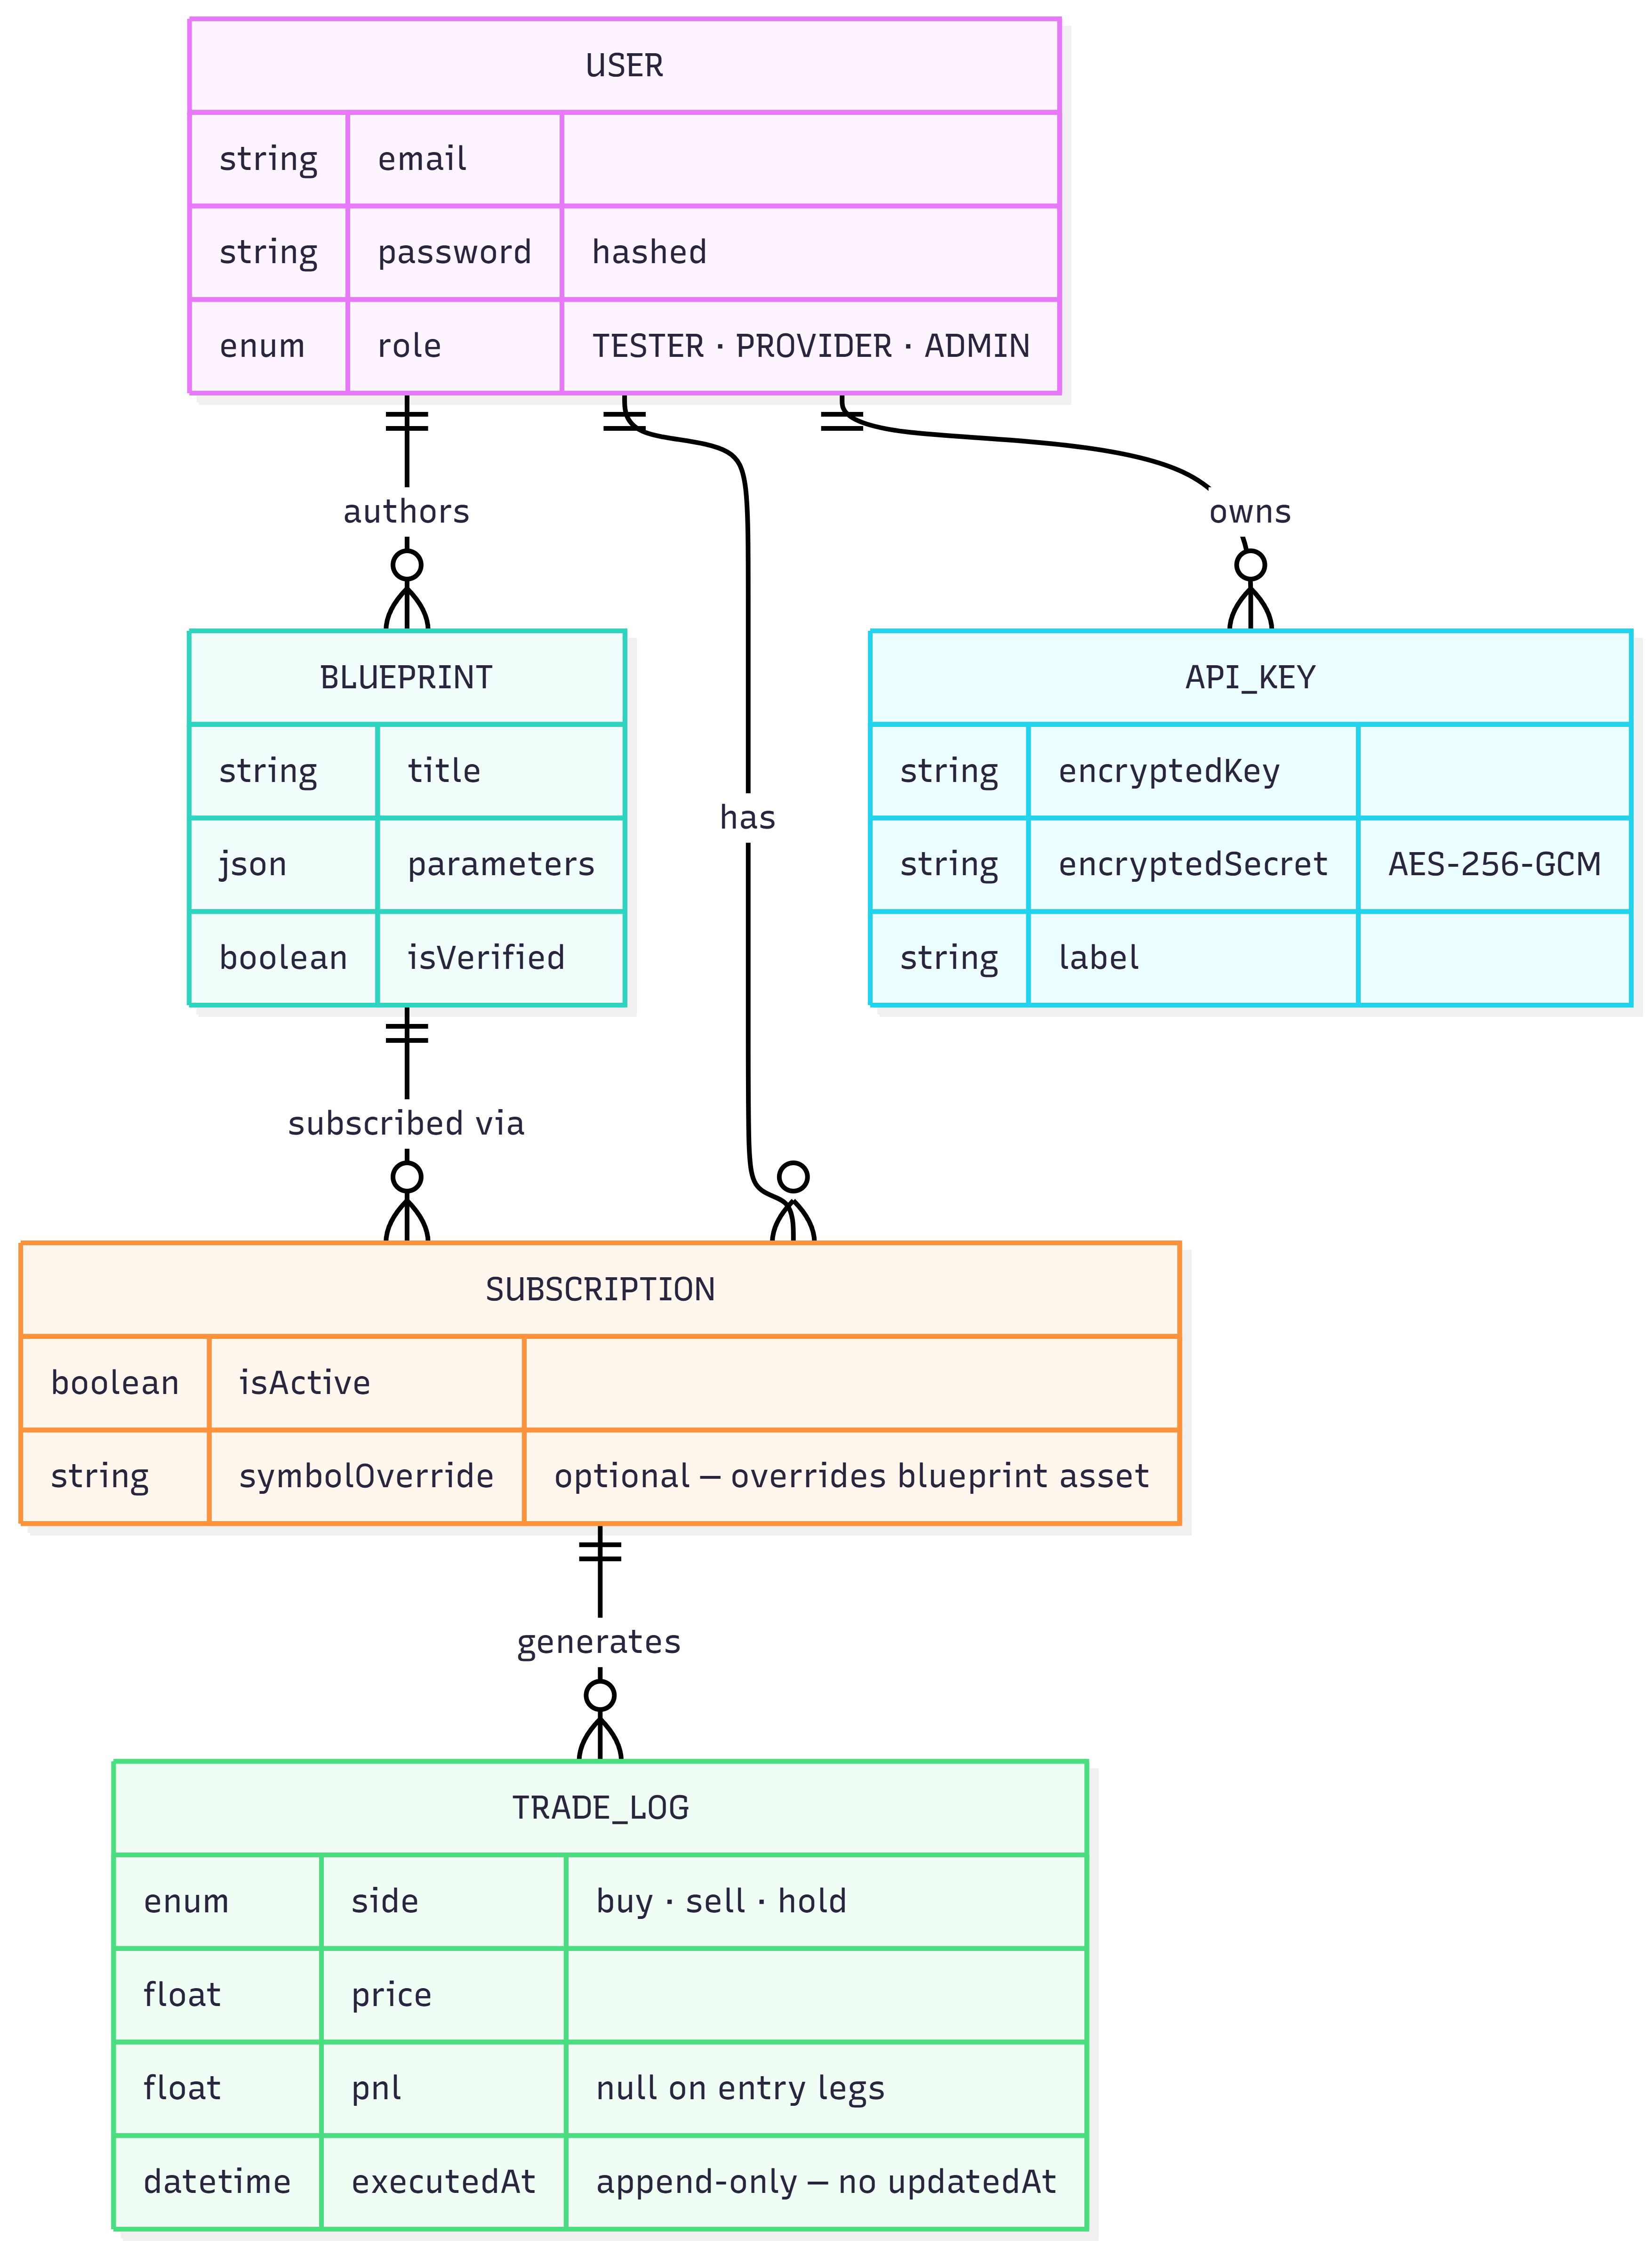 USER
string email
string password hashed
enum role TESTER · PROVIDER · ADMIN
authors
owns
BLUEPRINT
string title
json parameters
boolean isVerified
has
API_KEY
string encryptedKey
string encryptedSecret AES-256-GCM
string label
subscribed via
SUBSCRIPTION
boolean isActive
string symbolOverride optional — overrides blueprint asset
generates
TRADE_LOG
enum side buy · sell · hold
float price
float pnl null on entry legs
datetime executedAt append-only — no updatedAt